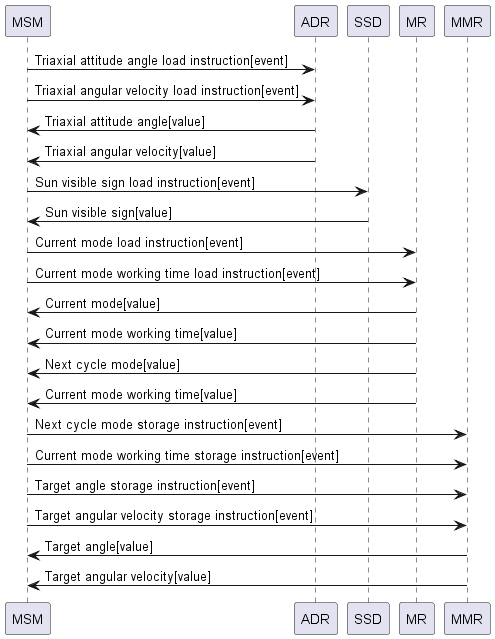 MSM ADR SSD MR MMR
Triaxial attitude angle load instruction[event]
Triaxial angular velocity load instruction[event]
Triaxial attitude angle[value]
Triaxial angular velocity[value]
Sun visible sign load instruction[event]
Sun visible sign[value]
Current mode load instruction[event]
Current mode working time load instruction[event]
Current mode[value]
Current mode working time[value]
Next cycle mode[value]
Current mode working time[value]
Next cycle mode storage instruction[event]
Current mode working time storage instruction[event]
Target angle storage instruction[event]
Target angular velocity storage instruction[event]
Target angle[value]
Target angular velocity[value]
MSM ADR SSD MR MMR